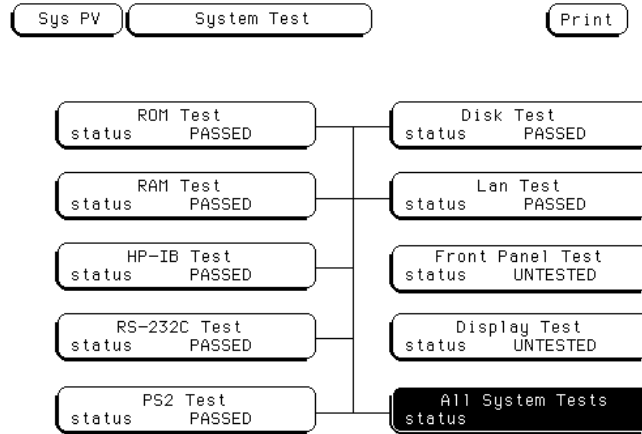 Sys PV System Test Print
ROM Test
status PASSED
Disk Test
status PASSED
RAM Test
status PASSED
Lan Test
status PASSED
HP-IB Test
status PASSED
Front Panel Test
status UNTESTED
RS-232C Test
status PASSED
Display Test
status UNTESTED
PS2 Test
status PASSED
All System Tests
status